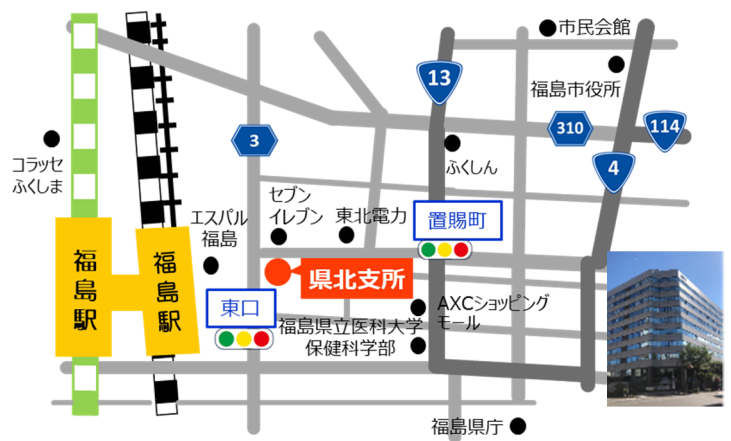 市民会館
13
福島市役所
3
310
114
コラッセ
ふくしま
ふくしん
4
セブン
イレブン
エスパル
福島
東北電力
置賜町
福島駅
福島駅
県北支所
東口
AXCショッピング
モール
福島県立医科大学
保健科学部
福島県庁